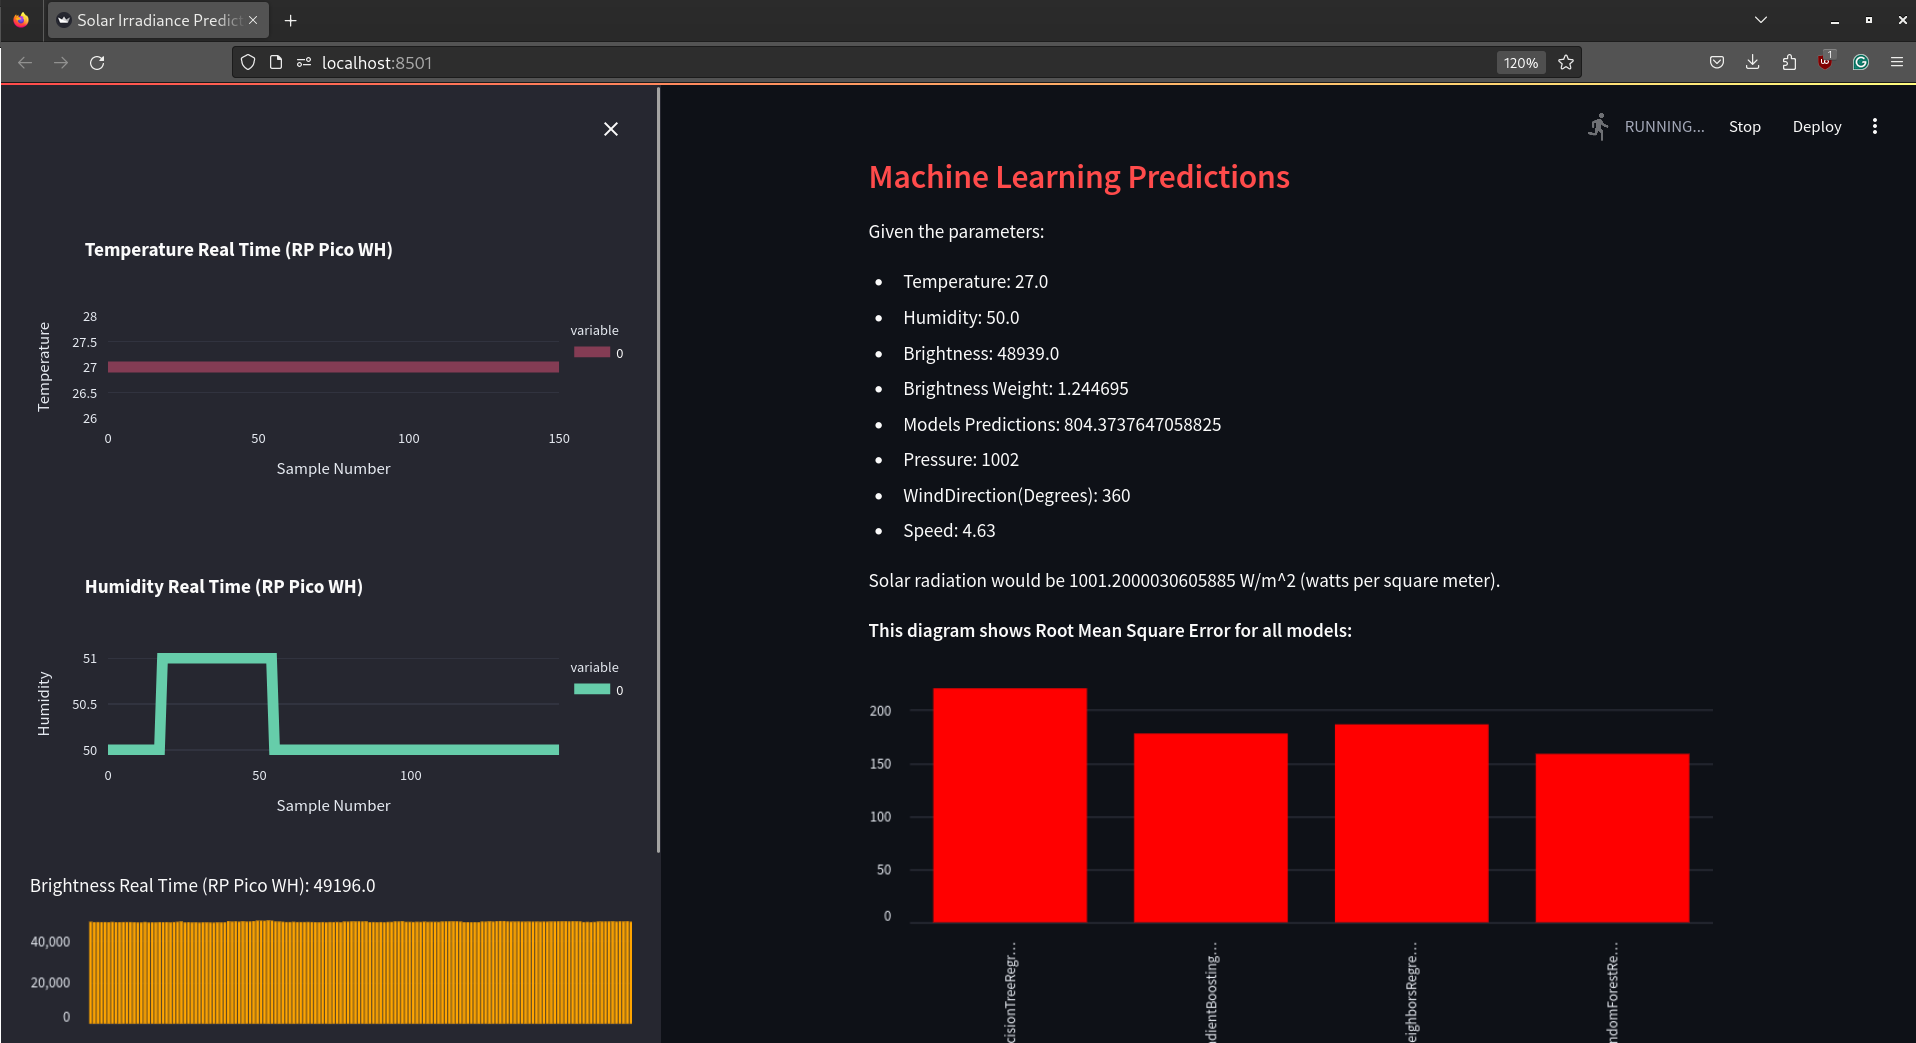 Solar Irradiance Predict
localhost:8501
120%
1
RUNNING...
Stop
Deploy
Temperature Real Time (RP Pico WH)
Temperature
28
27.5
27
26.5
26
0
50
100
150
Sample Number
variable
0
Humidity Real Time (RP Pico WH)
Humidity
51
50.5
50
0
50
100
Sample Number
variable
0
Brightness Real Time (RP Pico WH): 49196.0
40,000
20,000
0
Machine Learning Predictions
Given the parameters:
Temperature: 27.0
Humidity: 50.0
Brightness: 48939.0
Brightness Weight: 1.244695
Models Predictions: 804.3737647058825
Pressure: 1002
WindDirection(Degrees): 360
Speed: 4.63
Solar radiation would be 1001.2000030605885 W/m^2 (watts per square meter).
This diagram shows Root Mean Square Error for all models:
200
150
100
50
0
cisionTreeRegr...
dientBoosting...
eighborsRegre...
ndomForestRe...